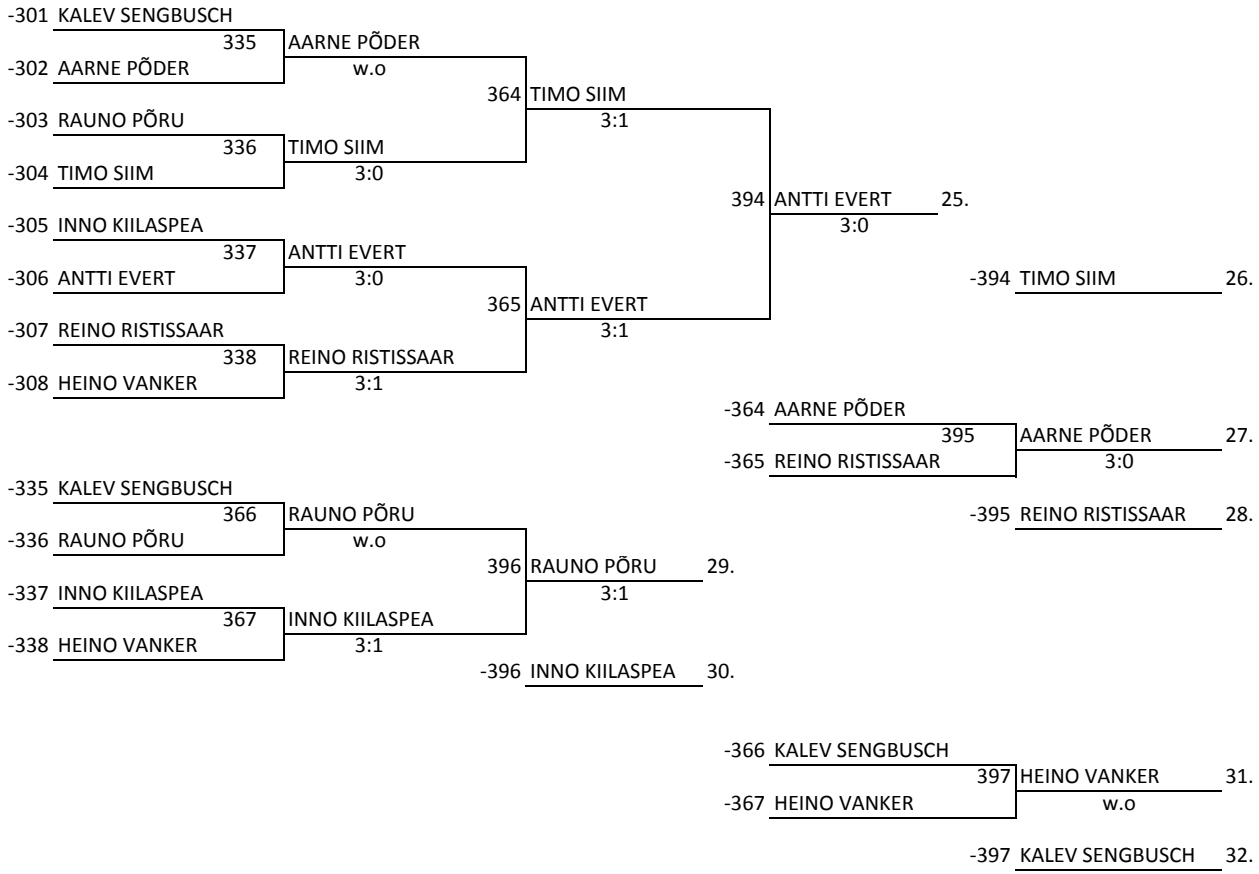 -301 KALEV SENGBUSCH
335 AARNE PÕDER
-302 AARNE PÕDER w.o
364 TIMO SIIM
-303 RAUNO PÕRU 3:1
336 TIMO SIIM
-304 TIMO SIIM 3:0
394 ANTTI EVERT 25.
-305 INNO KIILASPEA 3:0
337 ANTTI EVERT
-306 ANTTI EVERT 3:0 -394 TIMO SIIM 26.
365 ANTTI EVERT
-307 REINO RISTISSAAR 3:1
338 REINO RISTISSAAR
-308 HEINO VANKER 3:1
-364 AARNE PÕDER
395 AARNE PÕDER 27.
-365 REINO RISTISSAAR 3:0
-335 KALEV SENGBUSCH
366 RAUNO PÕRU -395 REINO RISTISSAAR 28.
-336 RAUNO PÕRU w.o
396 RAUNO PÕRU 29.
-337 INNO KIILASPEA 3:1
367 INNO KIILASPEA
-338 HEINO VANKER 3:1
-396 INNO KIILASPEA 30.
-366 KALEV SENGBUSCH
397 HEINO VANKER 31.
-367 HEINO VANKER w.o
-397 KALEV SENGBUSCH 32.